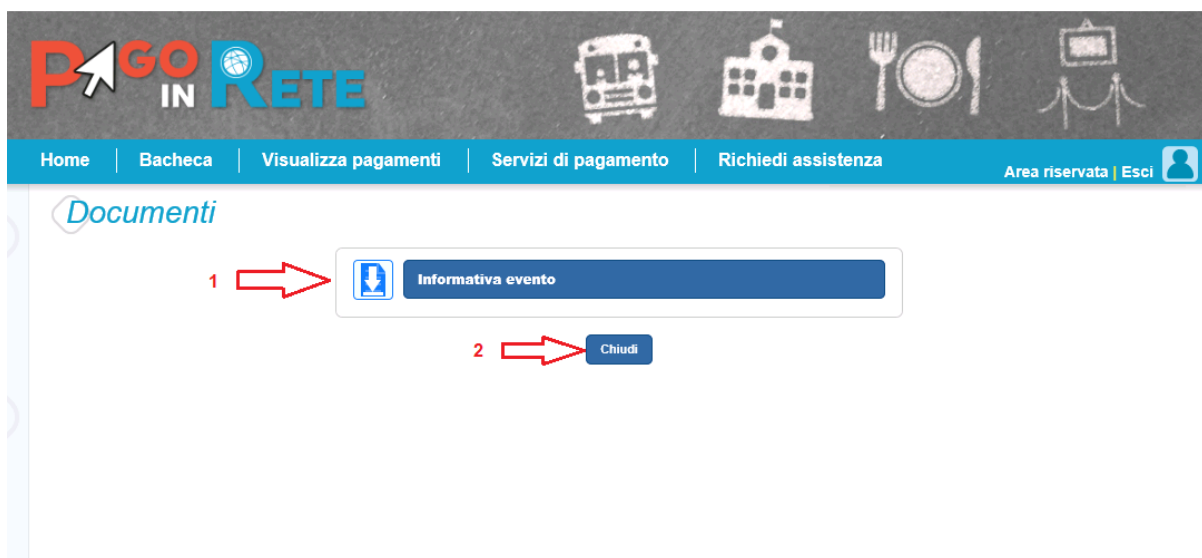 PAGO
IN RETE
Home Bacheca Visualizza pagamenti Servizi di pagamento Richiedi assistenza Area riservata | Esci
Documenti
1 Informativa evento
2 Chiudi